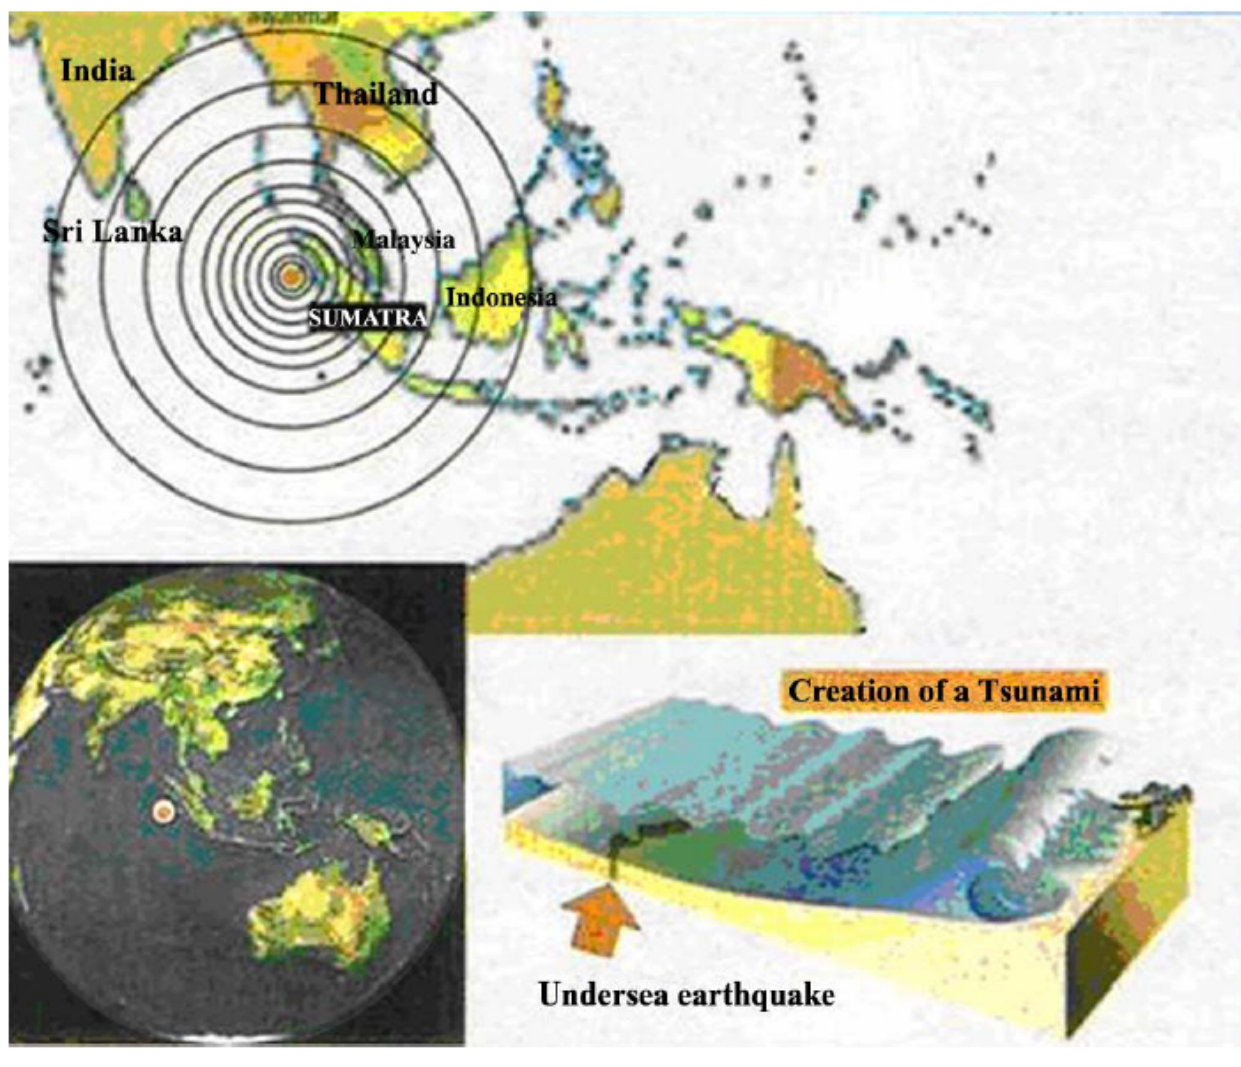 India
Thailand
Sri Lanka
Malaysia
Indonesia
SUMATRA
Creation of a Tsunami
Undersea earthquake